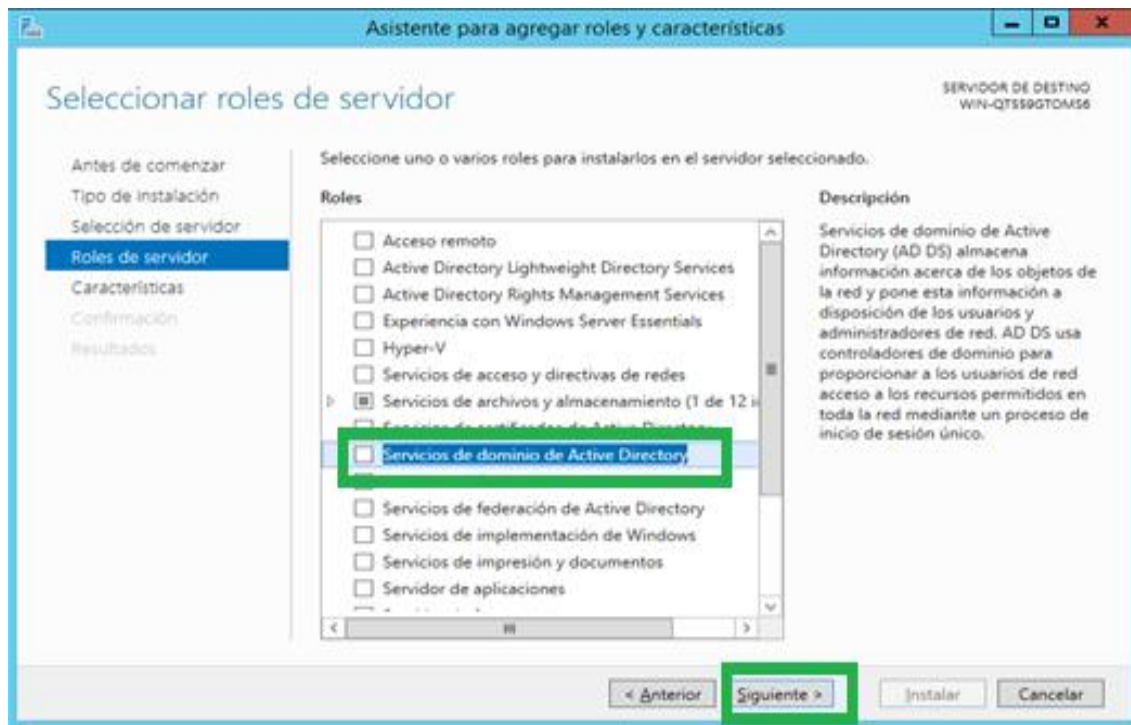 Asistente para agregar roles y características
Seleccionar roles de servidor
SERVIDOR DE DESTINO
WIN-QTS59GTOMS6
Antes de comenzar
Tipo de instalación
Selección de servidor
Roles de servidor
Características
Confirmación
Resultados
Seleccione uno o varios roles para instalarlos en el servidor seleccionado.
Roles
Acceso remoto
Active Directory Lightweight Directory Services
Active Directory Rights Management Services
Experiencia con Windows Server Essentials
Hyper-V
Servicios de acceso y directivas de redes
Servicios de archivos y almacenamiento (1 de 12
Servicios de certificados de Active Directory
Servicios de dominio de Active Directory
Servicios de federación de Active Directory
Servicios de implementación de Windows
Servicios de impresión y documentos
Servidor de aplicaciones
Descripción
Servicios de dominio de Active
Directory (AD DS) almacena
información acerca de los objetos de
la red y pone esta información a
disposición de los usuarios y
administradores de red. AD DS usa
controladores de dominio para
proporcionar a los usuarios de red
acceso a los recursos permitidos en
toda la red mediante un proceso de
inicio de sesión único.
< Anterior
Siguiente >
Instalar
Cancelar